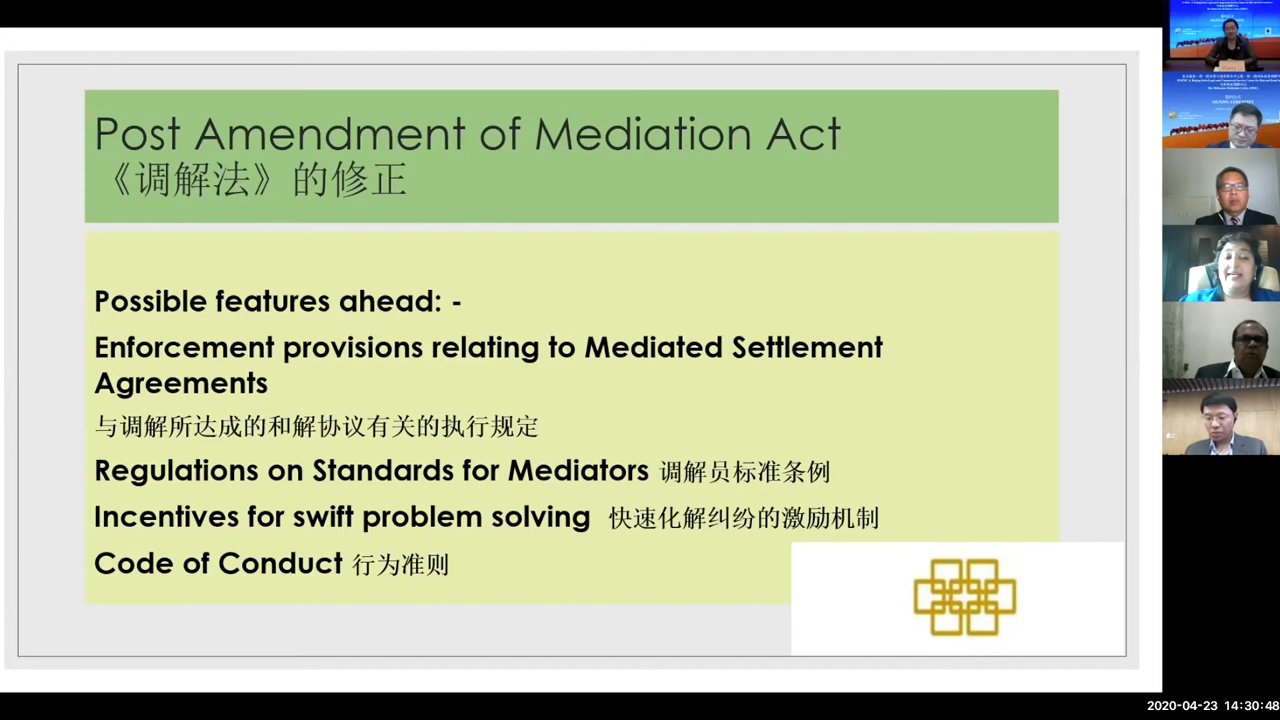 Post Amendment of Mediation Act
《调解法》的修正
Possible features ahead: -
Enforcement provisions relating to Mediated Settlement
Agreements
与调解所达成的和解协议有关的执行规定
Regulations on Standards for Mediators 调解员标准条例
Incentives for swift problem solving 快速化解纠纷的激励机制
Code of Conduct 行为准则
SIGNING CEREMONY
2020-04-23 14:30:48